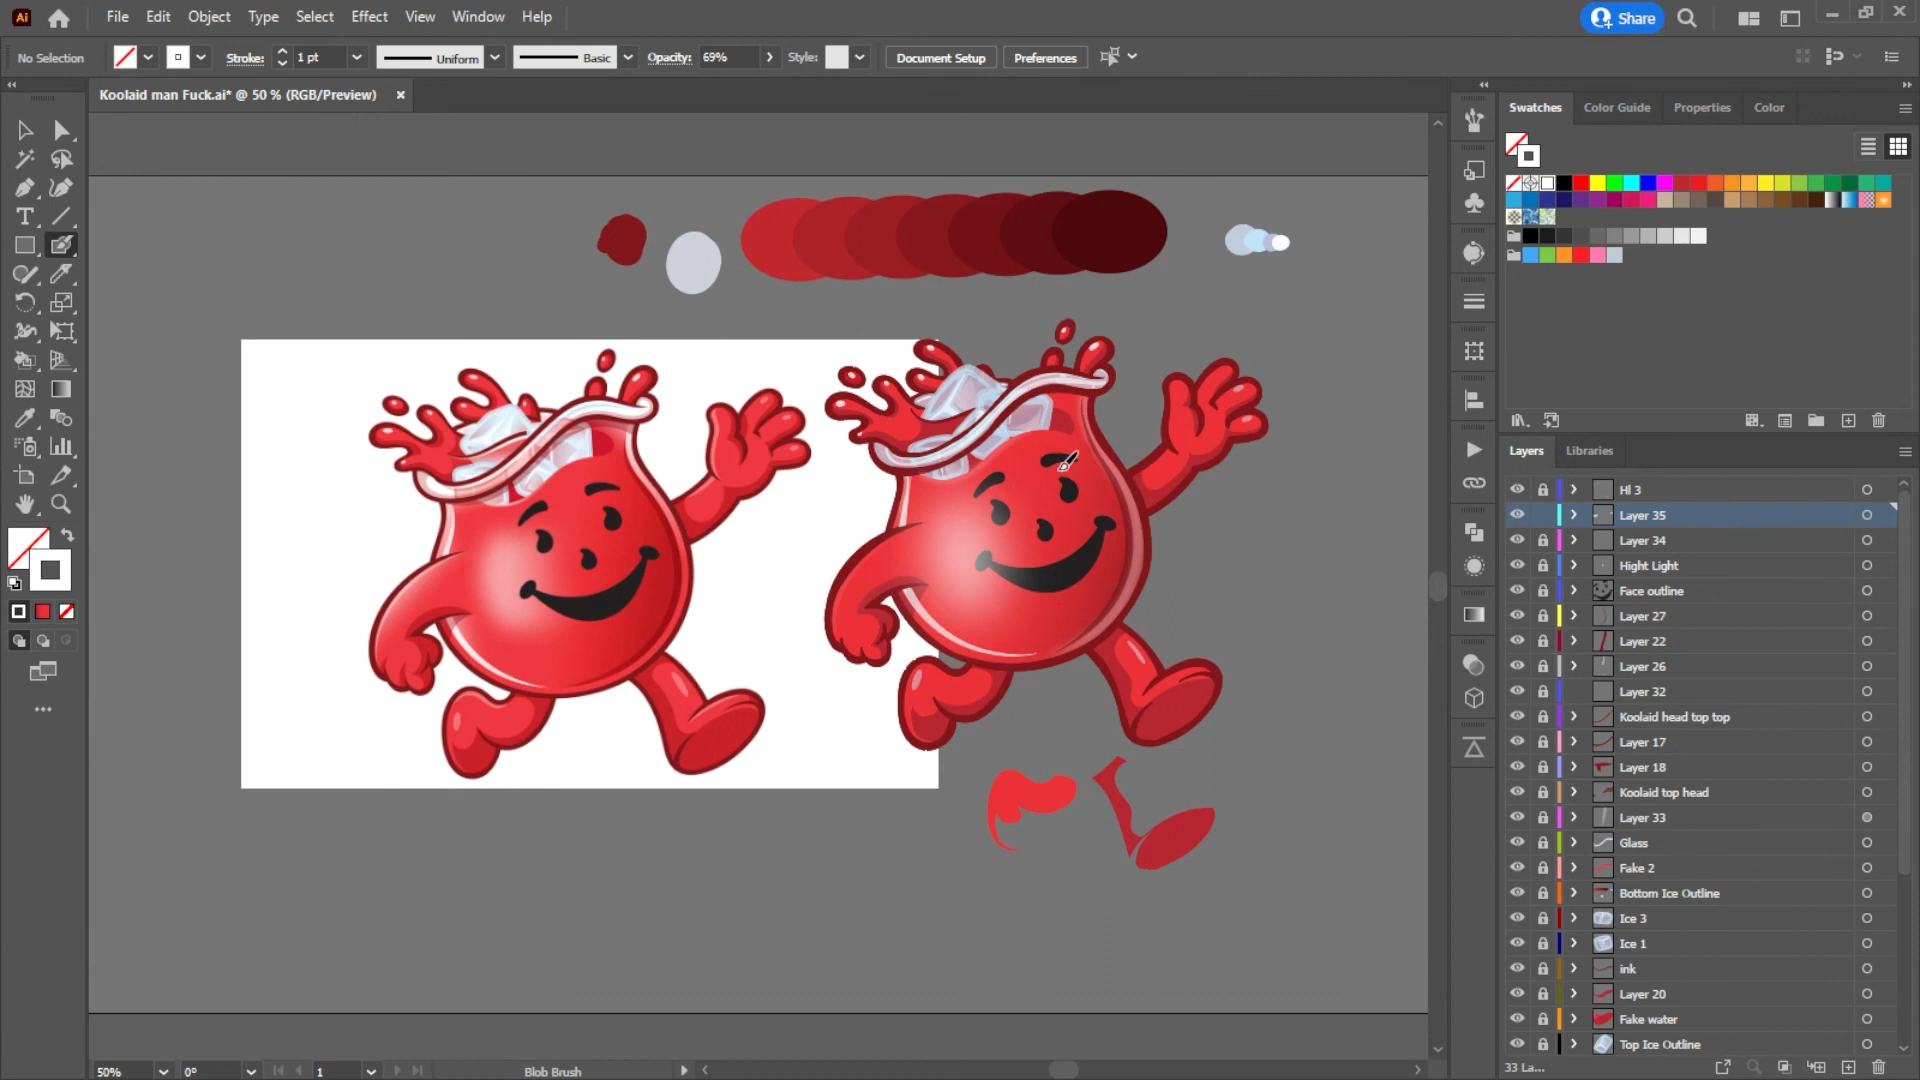 Ai File Edit Object Type Select Effect View Window Help Share
No Selection Stroke: 1 pt Uniform Basic Opacity: 69% Style: Document Setup Preferences
Koolaid man Fuck.ai* @ 50 % (RGB/Preview)
Swatches Color Guide Properties Color
Layers Libraries
Hl 3
Layer 35
Layer 34
Hight Light
Face outline
Layer 27
Layer 22
Layer 26
Layer 32
Koolaid head top top
Layer 17
Layer 18
Koolaid top head
Layer 33
Glass
Fake 2
Bottom Ice Outline
Ice 3
Ice 1
ink
Layer 20
Fake water
Top Ice Outline
33 La...
50% 0° 1 Blob Brush